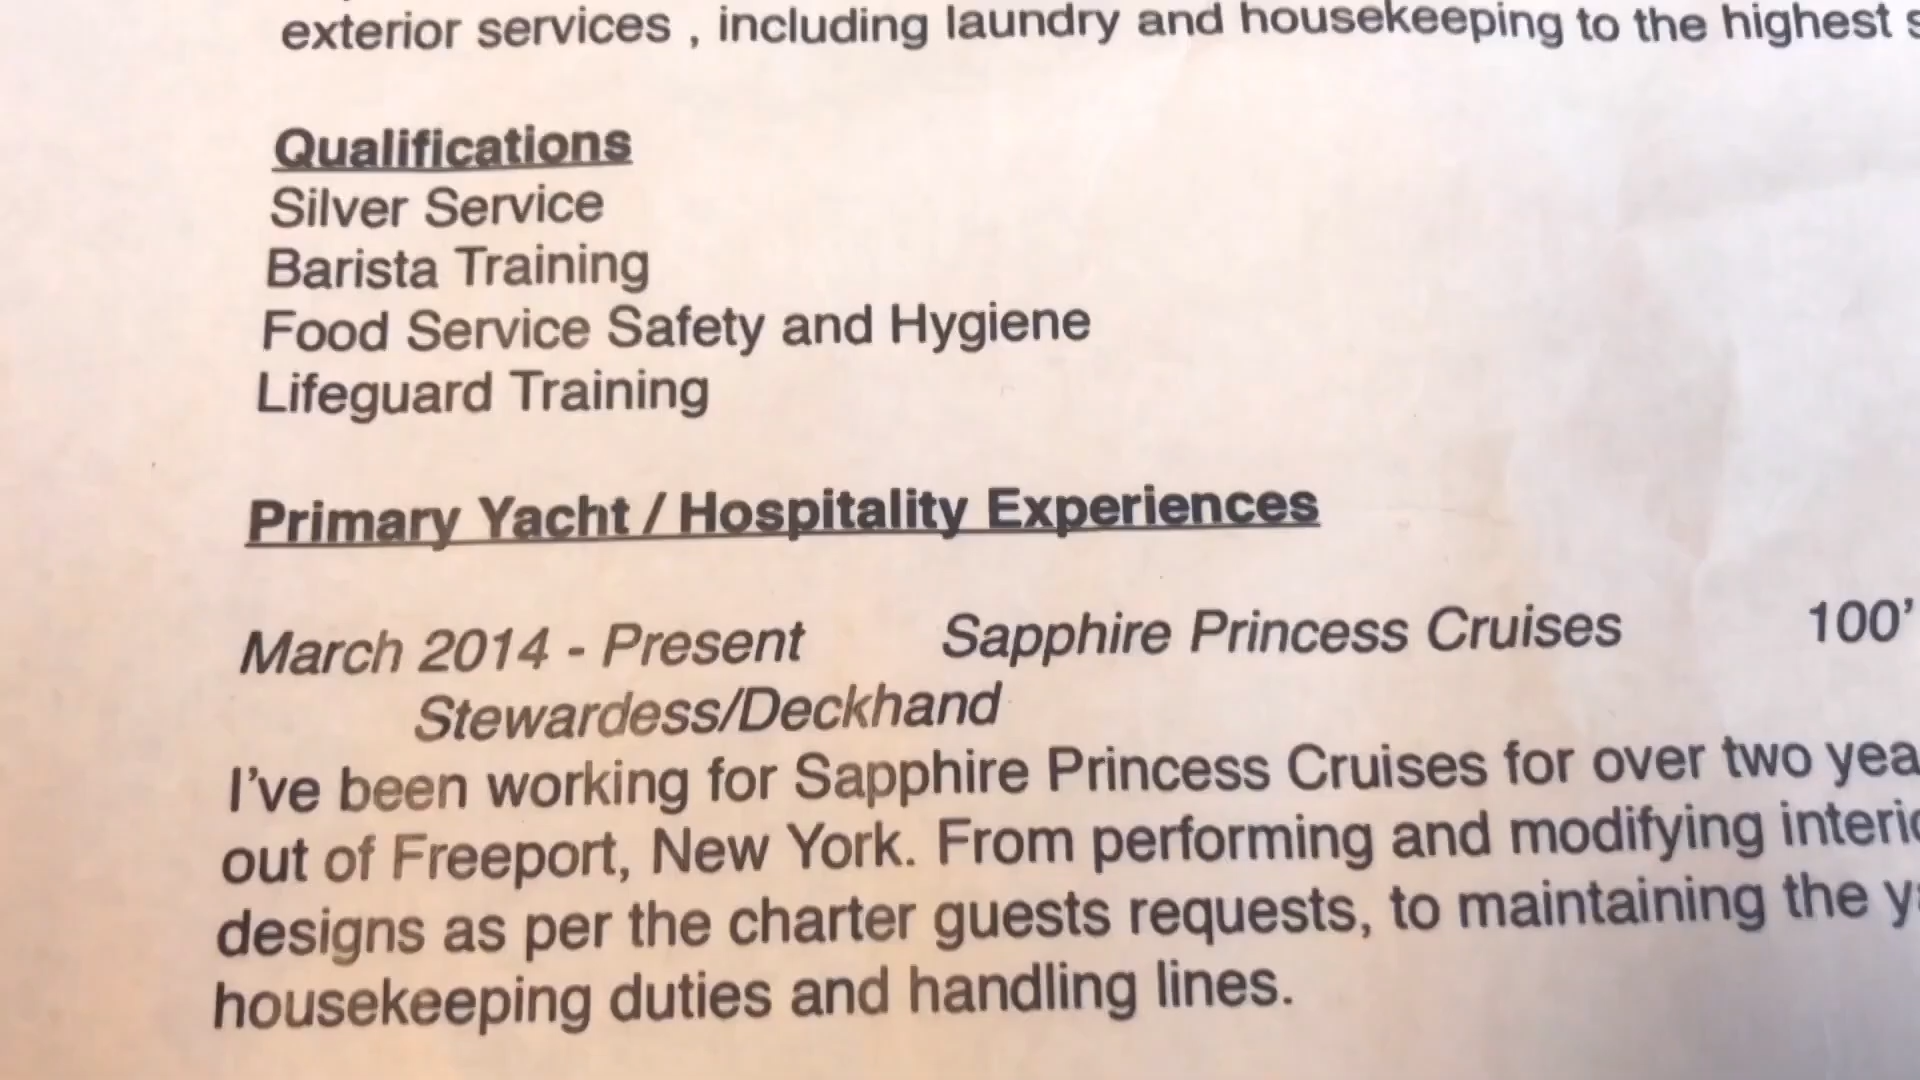 exterior services , including laundry and housekeeping to the highest
Qualifications
Silver Service
Barista Training
Food Service Safety and Hygiene
Lifeguard Training
Primary Yacht / Hospitality Experiences
March 2014 - Present Sapphire Princess Cruises 100'
Stewardess/Deckhand
I've been working for Sapphire Princess Cruises for over two
out of Freeport, New York. From performing and modifying
designs as per the charter guests requests, to maintaining the
housekeeping duties and handling lines.